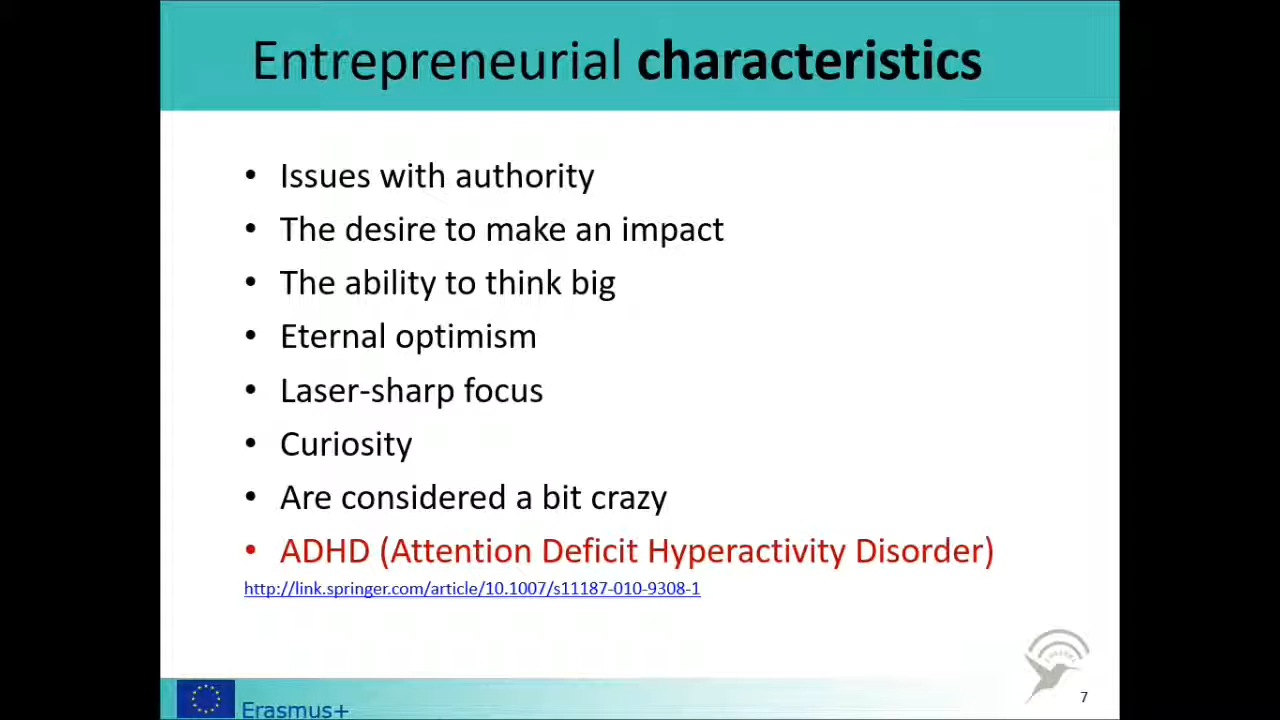 Entrepreneurial characteristics
• Issues with authority
• The desire to make an impact
• The ability to think big
• Eternal optimism
• Laser-sharp focus
• Curiosity
• Are considered a bit crazy
• ADHD (Attention Deficit Hyperactivity Disorder)
http://link.springer.com/article/10.1007/s11187-010-9308-1
7
Erasmus+